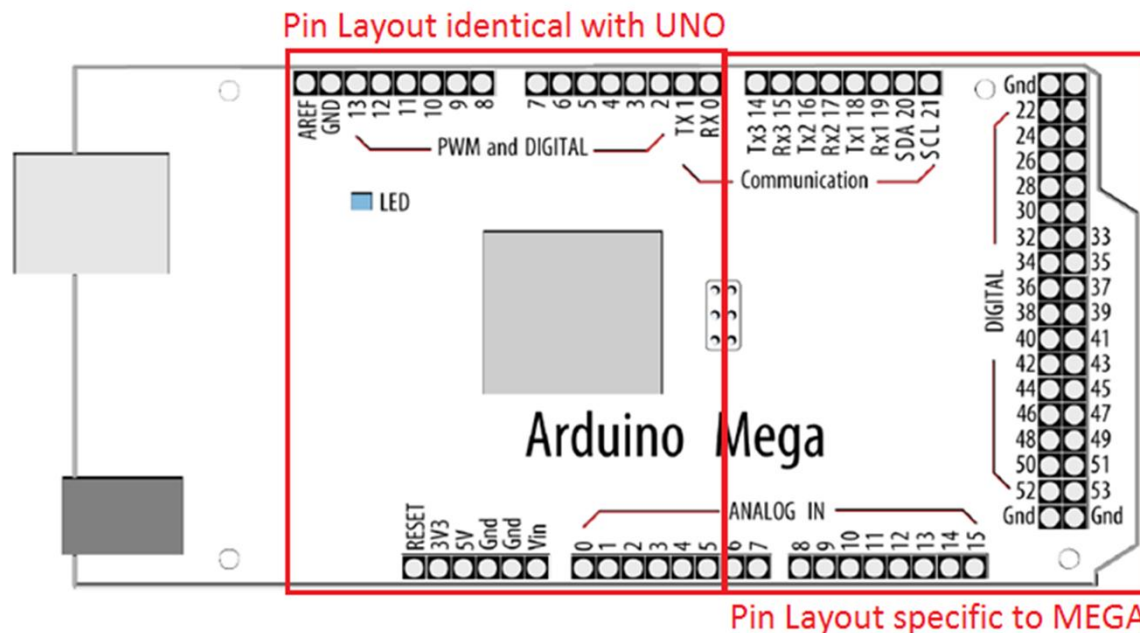 Pin Layout identical with UNO
AREF GND 13 12 11 10 9 8 7 6 5 4 3 2 TX 1 RX 0 Tx3 14 Rx3 15 Tx2 16 Rx2 17 Tx1 18 Rx1 19 SDA 20 SCL 21
PWM and DIGITAL
Communication
LED
Gnd
22
24
26
28
30
32 33
34 35
36 37
38 39
40 41
42 43
44 45
46 47
48 49
50 51
52 53
Gnd Gnd
DIGITAL
Arduino Mega
ANALOG IN
RESET 3V3 5V Gnd Gnd Vin 0 1 2 3 4 5 6 7 8 9 10 11 12 13 14 15
Pin Layout specific to MEGA